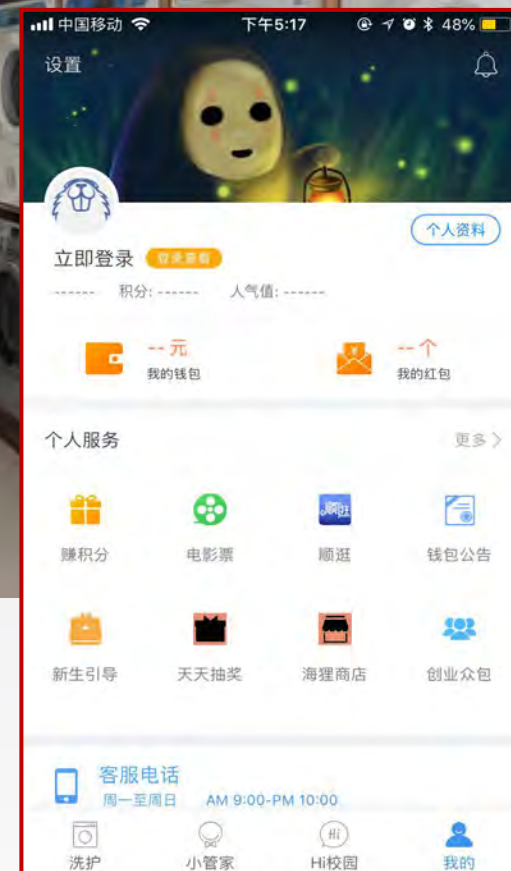 中国移动 下午5:17 48%
设置
个人资料
立即登录 登录查看
------ 积分:------ 人气值:------
--元 --个
我的钱包 我的红包
个人服务 更多
顺逛
赚积分 电影票 顺逛 钱包公告
新生引导 天天抽奖 海狸商店 创业众包
客服电话
周一至周日 AM 9:00-PM 10:00
Hi
洗护 小管家 Hi校园 我的